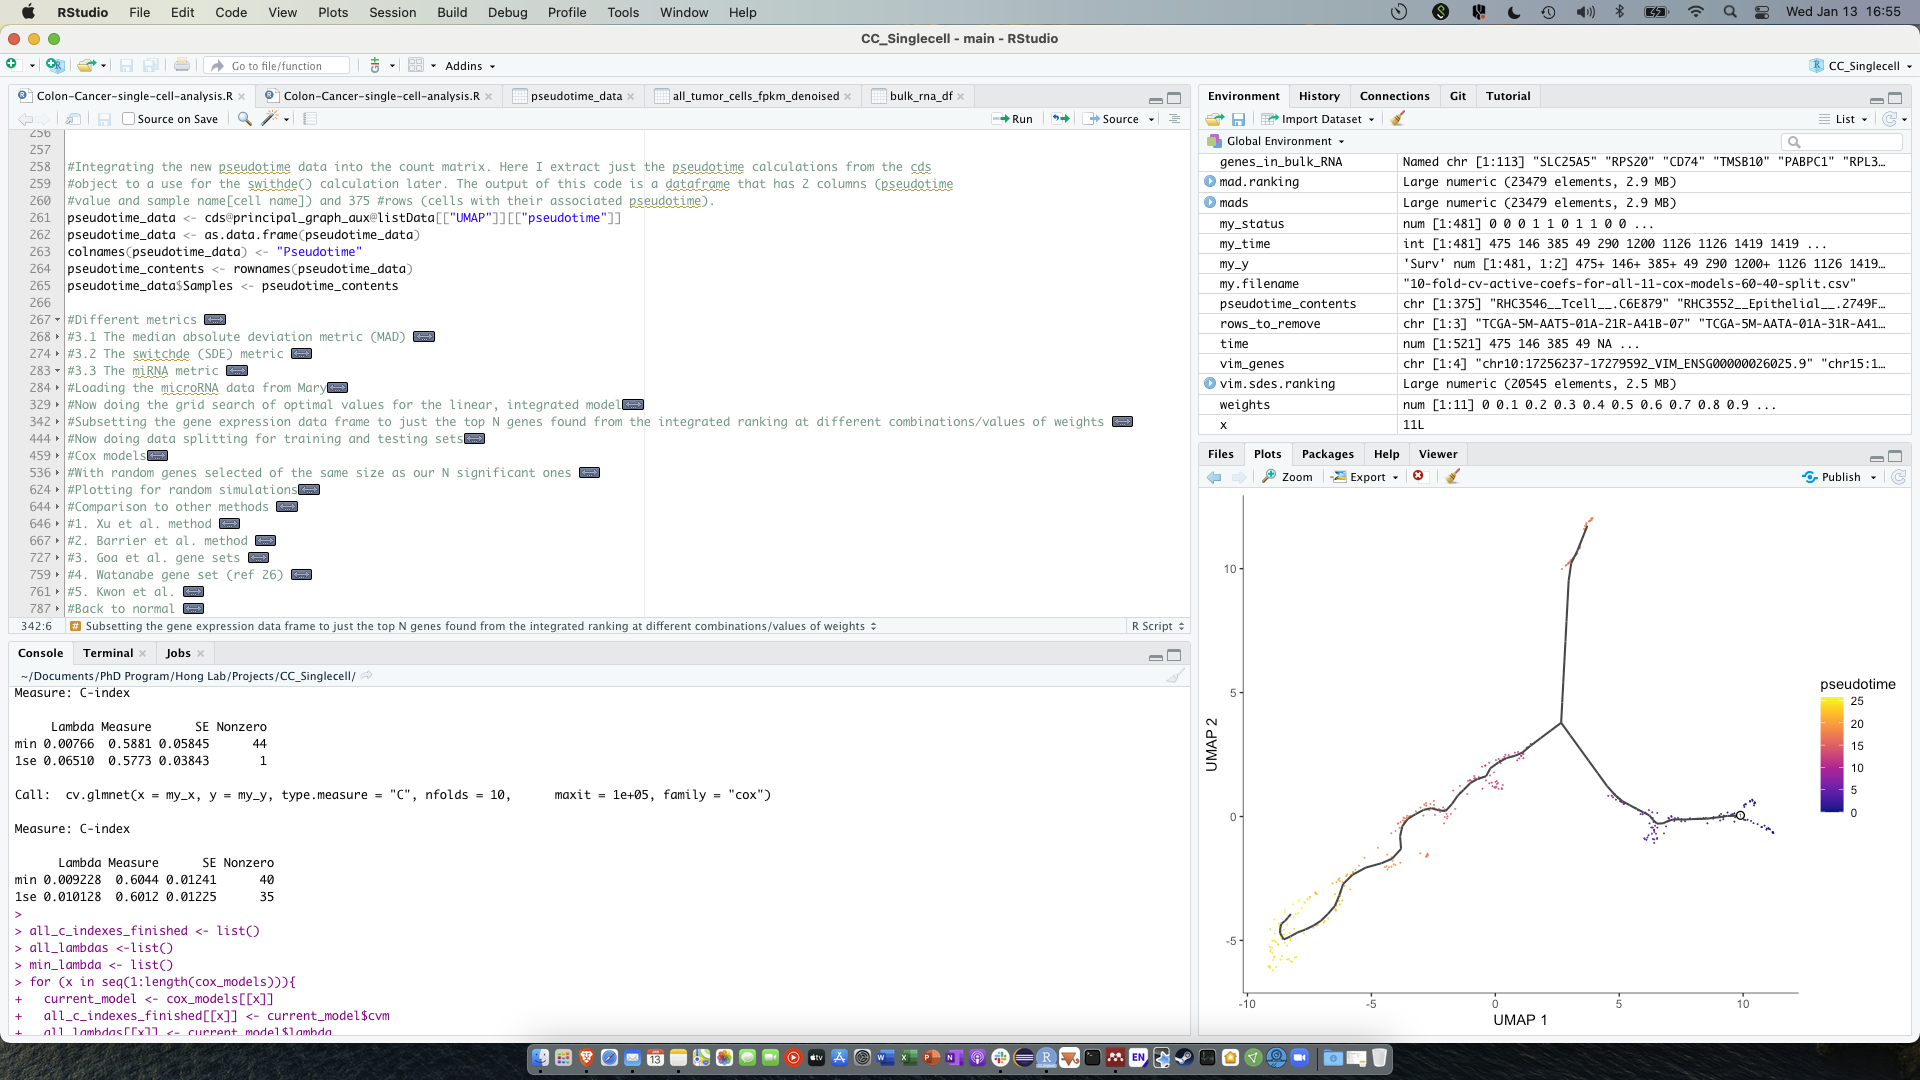 RStudio File Edit Code View Plots Session Build Debug Profile Tools Window Help
Wed Jan 13 16:55
CC_Singlecell - main - RStudio
Go to file/function Addins CC_Singlecell
Colon-Cancer-single-cell-analysis.R Colon-Cancer-single-cell-analysis.R pseudotime_data all_tumor_cells_fpkm_denoised bulk_rna_df
Source on Save Run Source
256
257
258 #Integrating the new pseudotime data into the count matrix. Here I extract just the pseudotime calculations from the cds
259 #object to a use for the swithde() calculation later. The output of this code is a dataframe that has 2 columns (pseudotime
260 #value and sample name[cell name]) and 375 #rows (cells with their associated pseudotime).
261 pseudotime_data <- cds@principal_graph_aux@listData[["UMAP"]][["pseudotime"]]
262 pseudotime_data <- as.data.frame(pseudotime_data)
263 colnames(pseudotime_data) <- "Pseudotime"
264 pseudotime_contents <- rownames(pseudotime_data)
265 pseudotime_data$Samples <- pseudotime_contents
266
267 #Different metrics
268 #3.1 The median absolute deviation metric (MAD)
274 #3.2 The switchde (SDE) metric
283 #3.3 The miRNA metric
284 #Loading the microRNA data from Mary
329 #Now doing the grid search of optimal values for the linear, integrated model
342 #Subsetting the gene expression data frame to just the top N genes found from the integrated ranking at different combinations/values of weights
444 #Now doing data splitting for training and testing sets
459 #Cox models
536 #With random genes selected of the same size as our N significant ones
624 #Plotting for random simulations
644 #Comparison to other methods
646 #1. Xu et al. method
667 #2. Barrier et al. method
727 #3. Goa et al. gene sets
759 #4. Watanabe gene set (ref 26)
761 #5. Kwon et al.
787 #Back to normal
342:6 # Subsetting the gene expression data frame to just the top N genes found from the integrated ranking at different combinations/values of weights R Script
Console Terminal Jobs
~/Documents/PhD Program/Hong Lab/Projects/CC_Singlecell/
Measure: C-index
Lambda Measure SE Nonzero
min 0.00766 0.5881 0.05845 44
1se 0.06510 0.5773 0.03843 1
Call: cv.glmnet(x = my_x, y = my_y, type.measure = "C", nfolds = 10, maxit = 1e+05, family = "cox")
Measure: C-index
Lambda Measure SE Nonzero
min 0.009228 0.6044 0.01241 40
1se 0.010128 0.6012 0.01225 35
>
> all_c_indexes_finished <- list()
> all_lambdas <-list()
> min_lambda <- list()
> for (x in seq(1:length(cox_models))){
+ current_model <- cox_models[[x]]
+ all_c_indexes_finished[[x]] <- current_model$cvm
+ all_lambdas[[x]] <- current_model$lambda
Environment History Connections Git Tutorial
Import Dataset List
Global Environment
genes_in_bulk_RNA Named chr [1:113] "SLC25A5" "RPS20" "CD74" "TMSB10" "PABPC1" "RPL3…
mad.ranking Large numeric (23479 elements, 2.9 MB)
mads Large numeric (23479 elements, 2.9 MB)
my_status num [1:481] 0 0 0 1 1 0 1 1 0 0 ...
my_time int [1:481] 475 146 385 49 290 1200 1126 1126 1419 1419 ...
my_y 'Surv' num [1:481, 1:2] 475+ 146+ 385+ 49 290 1200+ 1126 1126 1419…
my.filename "10-fold-cv-active-coefs-for-all-11-cox-models-60-40-split.csv"
pseudotime_contents chr [1:375] "RHC3546__Tcell__.C6E879" "RHC3552__Epithelial__.2749F…
rows_to_remove chr [1:3] "TCGA-5M-AAT5-01A-21R-A41B-07" "TCGA-5M-AATA-01A-31R-A41…
time num [1:521] 475 146 385 49 NA ...
vim_genes chr [1:4] "chr10:17256237-17279592_VIM_ENSG00000026025.9" "chr15:1…
vim.sdes.ranking Large numeric (20545 elements, 2.5 MB)
weights num [1:11] 0 0.1 0.2 0.3 0.4 0.5 0.6 0.7 0.8 0.9 ...
x 11L
Files Plots Packages Help Viewer
Zoom Export Publish
10
5
0
-5
UMAP 2
-10 -5 0 5 10
UMAP 1
pseudotime
25
20
15
10
5
0